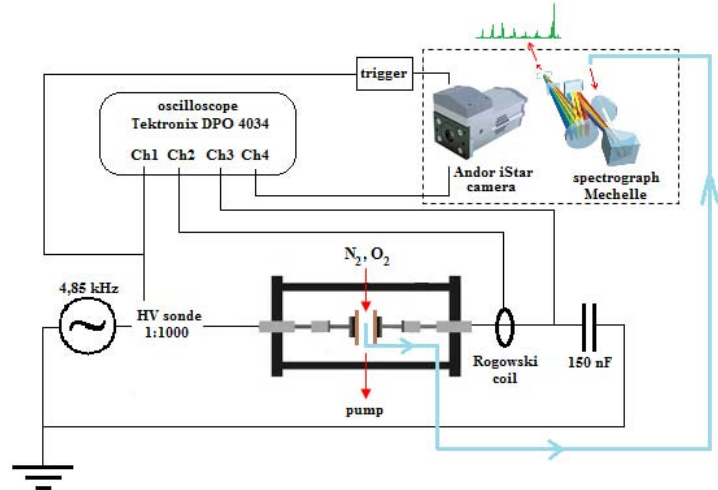 trigger
oscilloscope
Tektronix DPO 4034
Ch1 Ch2 Ch3 Ch4
Andor iStar
camera
spectrograph
Mechelle
N2, O2
4,85 kHz
HV sonde
1:1000
Rogowski
coil
150 nF
pump